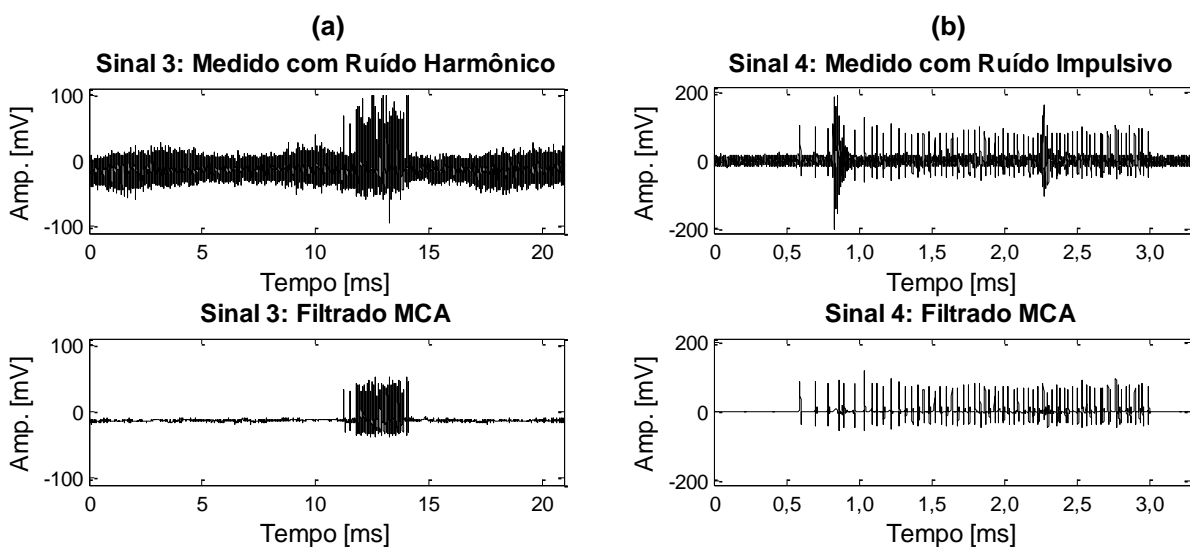 (a)
Sinal 3: Medido com Ruído Harmônico
Amp. [mV]
100
0
-100
0 5 10 15 20
Tempo [ms]
Sinal 3: Filtrado MCA
Amp. [mV]
100
0
-100
0 5 10 15 20
Tempo [ms]
(b)
Sinal 4: Medido com Ruído Impulsivo
Amp. [mV]
200
0
-200
0 0,5 1,0 1,5 2,0 2,5 3,0
Tempo [ms]
Sinal 4: Filtrado MCA
Amp. [mV]
200
0
-200
0 0,5 1,0 1,5 2,0 2,5 3,0
Tempo [ms]